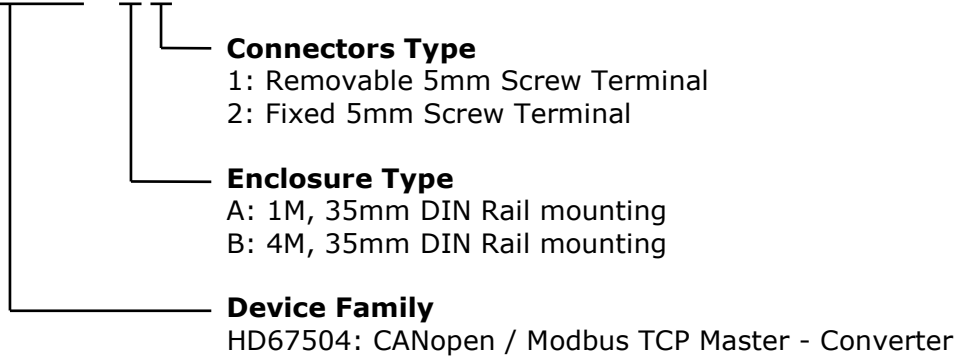 Connectors Type
1: Removable 5mm Screw Terminal
2: Fixed 5mm Screw Terminal
Enclosure Type
A: 1M, 35mm DIN Rail mounting
B: 4M, 35mm DIN Rail mounting
Device Family
HD67504: CANopen / Modbus TCP Master - Converter